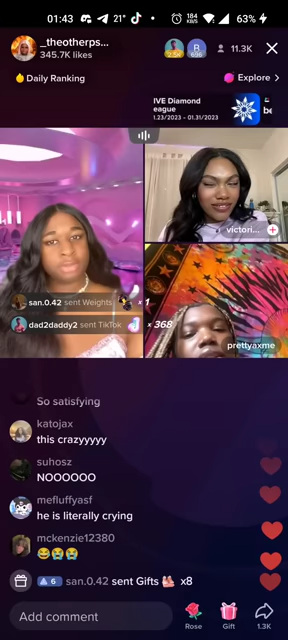 01:43
21°
184
KB/S
63%
_theotherps...
345.7K likes
2.5K
R
696
11.3K
Daily Ranking
Explore >
IVE Diamond
eague
1.23/2023 - 01.31/2023
victori...
san.0.42 sent Weights x 1
dad2daddy2 sent TikTok x 368
prettyaxme
So satisfying
katojax
this crazyyyyy
suhosz
NOOOOOO
mefluffyasf
he is literally crying
mckenzie12380
😂😭😭
6 san.0.42 sent Gifts x8
Add comment
Rose
Gift
1.3K